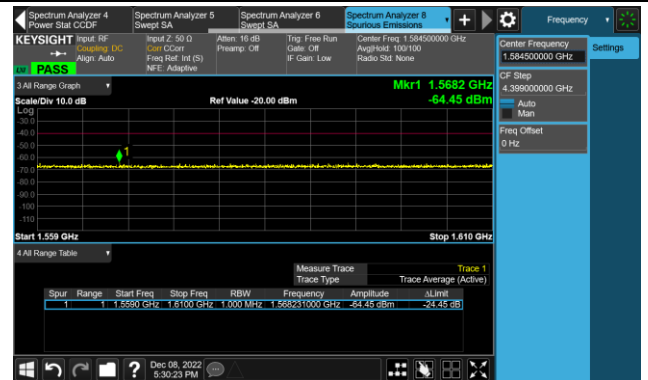 Spectrum Analyzer 4
Power Stat CCDF
Spectrum Analyzer 5
Swept SA
Spectrum Analyzer 6
Swept SA
Spectrum Analyzer 8
Spurious Emissions
Frequency
KEYSIGHT
Input: RF
Coupling: DC
Align: Auto
Input Z: 50 Ω
Corr CCorr
Freq Ref: Int (S)
NFE: Adaptive
Atten: 16 dB
Preamp: Off
Trig: Free Run
Gate: Off
IF Gain: Low
Center Freq: 1.584500000 GHz
Avg|Hold: 100/100
Radio Std: None
LXI PASS
Center Frequency
1.584500000 GHz
Settings
CF Step
4.399000000 GHz
Auto
Man
Freq Offset
0 Hz
3 All Range Graph
Mkr1 1.5682 GHz
Scale/Div 10.0 dB
Ref Value -20.00 dBm
-64.45 dBm
Log
-30.0
-40.0
-50.0
1
-60.0
-70.0
-80.0
-90.0
-100
-110
Start 1.559 GHz
Stop 1.610 GHz
4 All Range Table
Measure Trace Trace 1
Trace Type Trace Average (Active)
Spur Range Start Freq Stop Freq RBW Frequency Amplitude ΔLimit
1 1 1.5590 GHz 1.6100 GHz 1.000 MHz 1.568231000 GHz -64.45 dBm -24.45 dB
Dec 08, 2022
5:30:23 PM